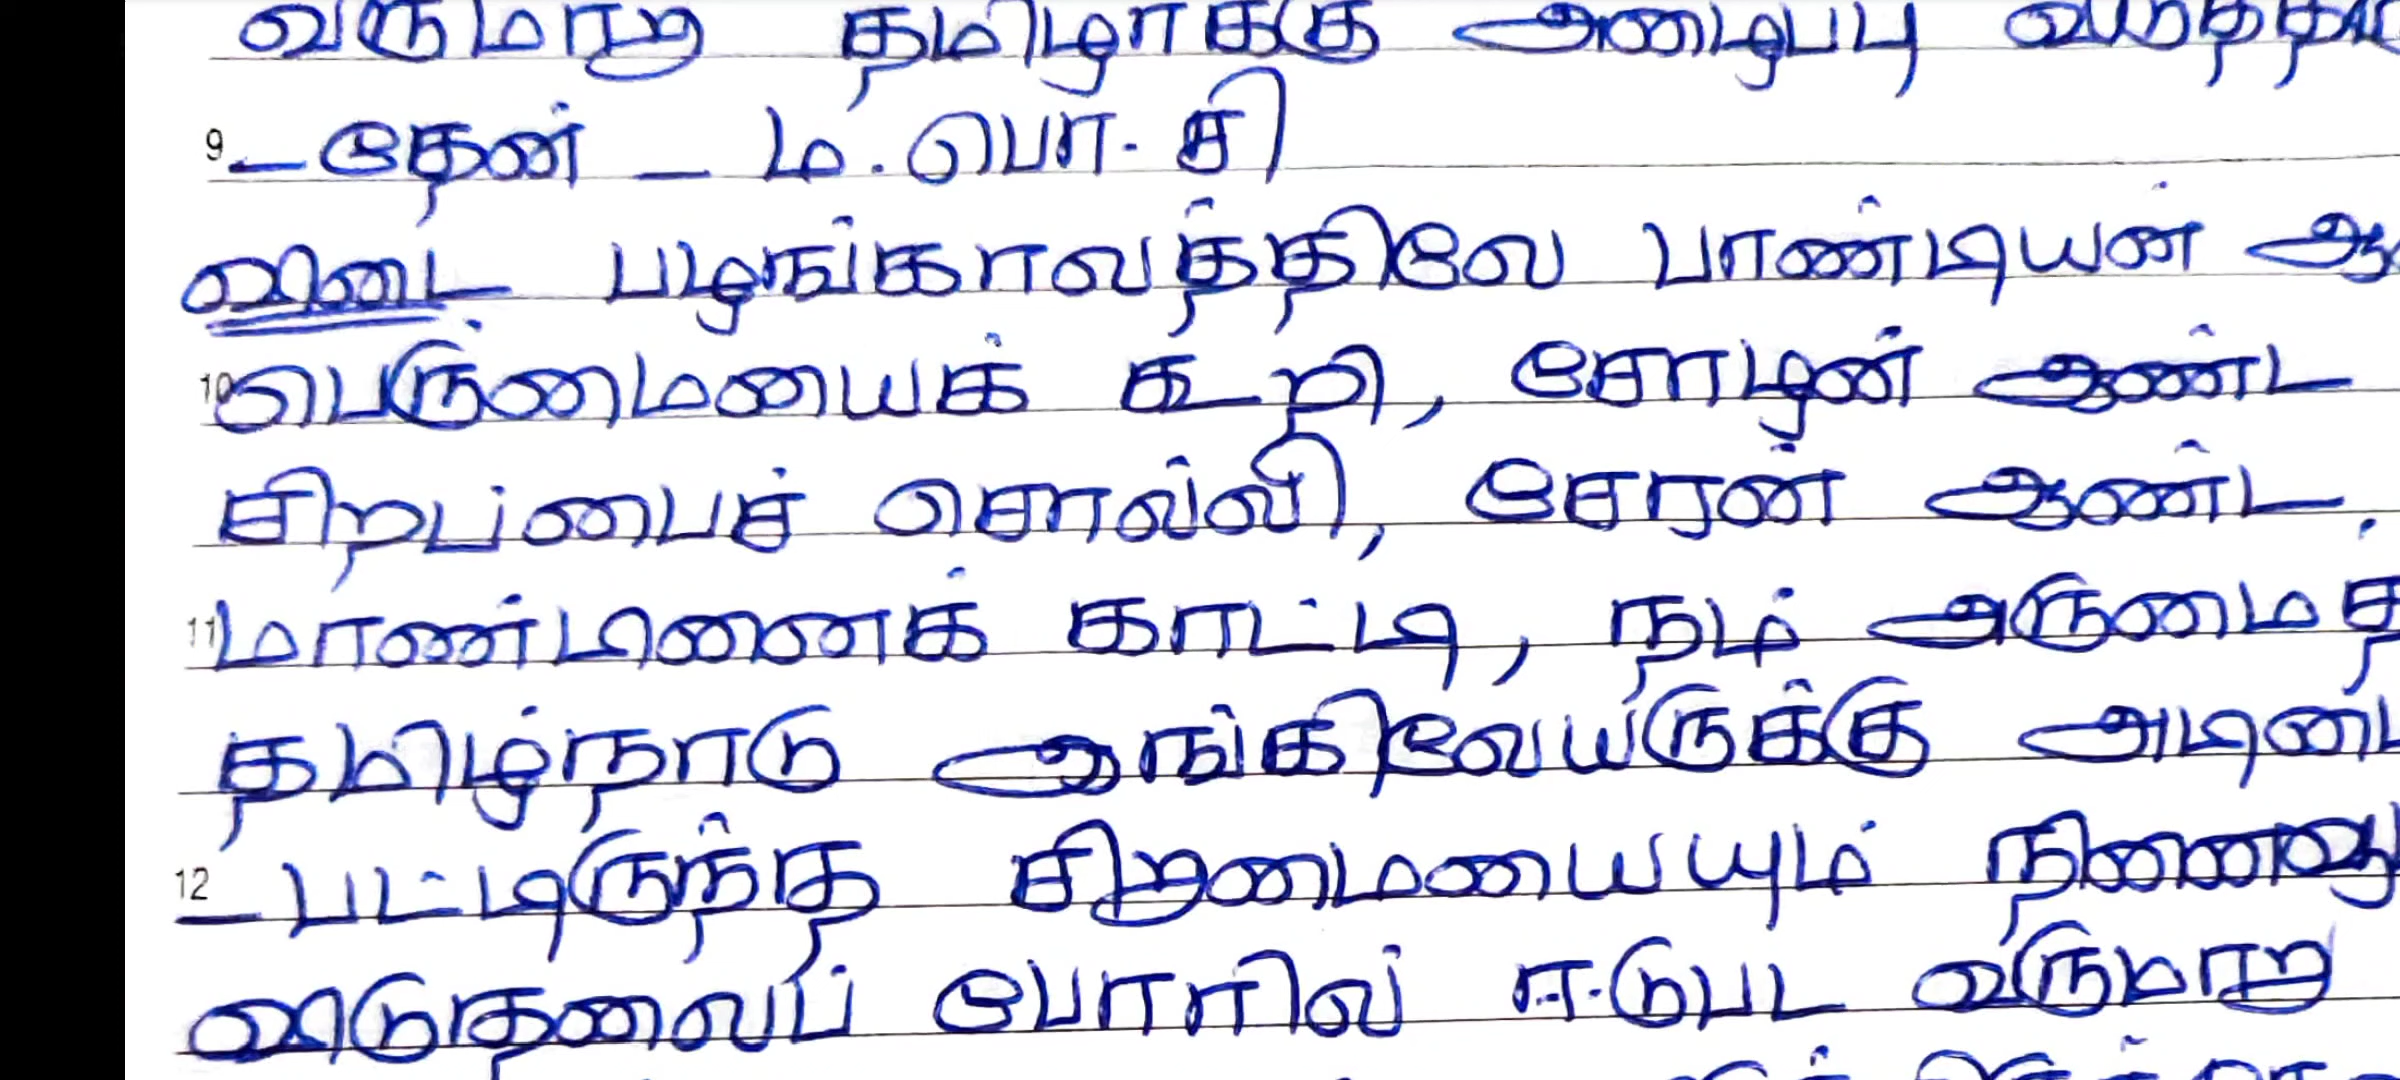 வருமாறு தமிழர்க்கு அழைப்பு
9 – தேன் – ம.பொ.சி
விடை பழங்காலத்திலே பாண்டியன்
10 பெருமையைக் கூறி, சோழன் ஆண்ட
சிறப்பைச் சொல்லி, சேரன் ஆண்ட
11 மாண்பினைக் காட்டி, நம் அருமைத்
தமிழ்நாடு ஆங்கிலேயருக்கு
12 – பட்டிருந்த சிறுமையையும்
விடுதலைப் போரில் ஈடுபட வருமாறு